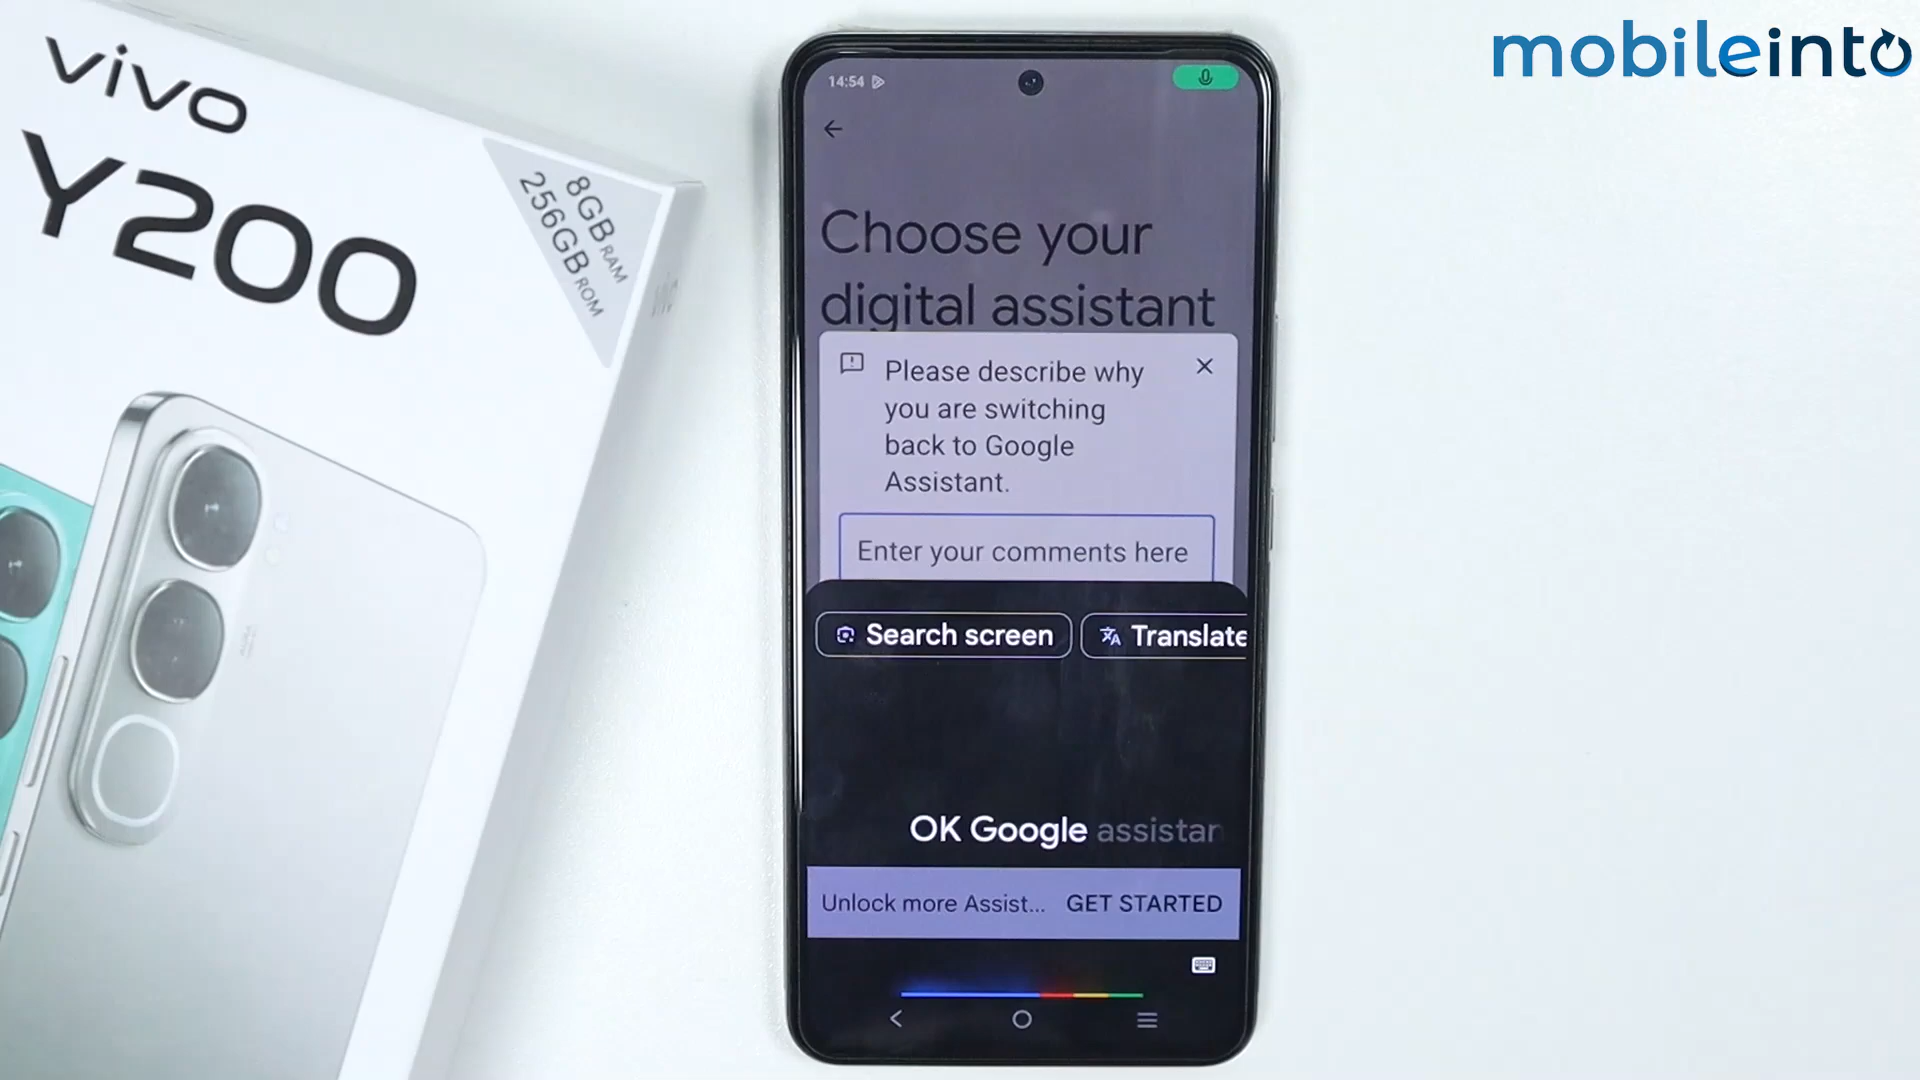 mobileinto
vivo
Y200
8GB RAM
256GB ROM
14:54
Choose your
digital assistant
Please describe why
you are switching
back to Google
Assistant.
Enter your comments here
Search screen
Translate
OK Google assistan
Unlock more Assist...
GET STARTED